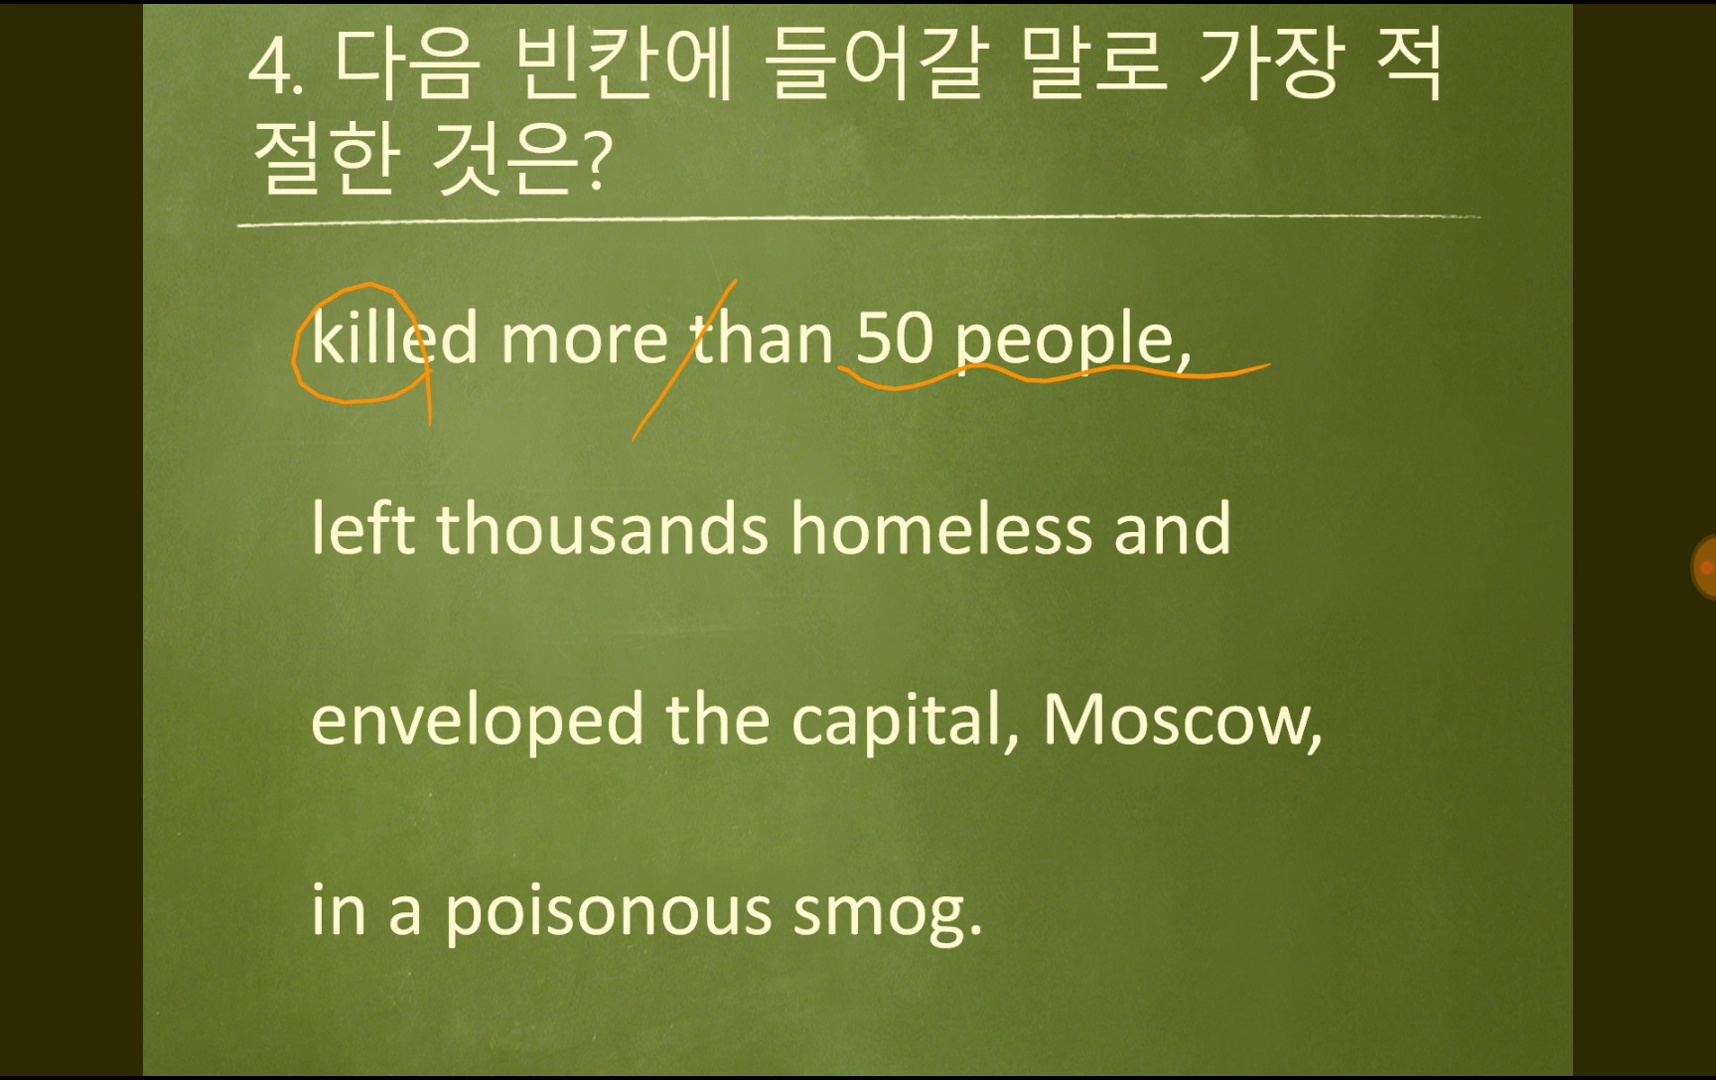 4. 다음 빈칸에 들어갈 말로 가장 적
절한 것은?
killed more than 50 people,
left thousands homeless and
enveloped the capital, Moscow,
in a poisonous smog.